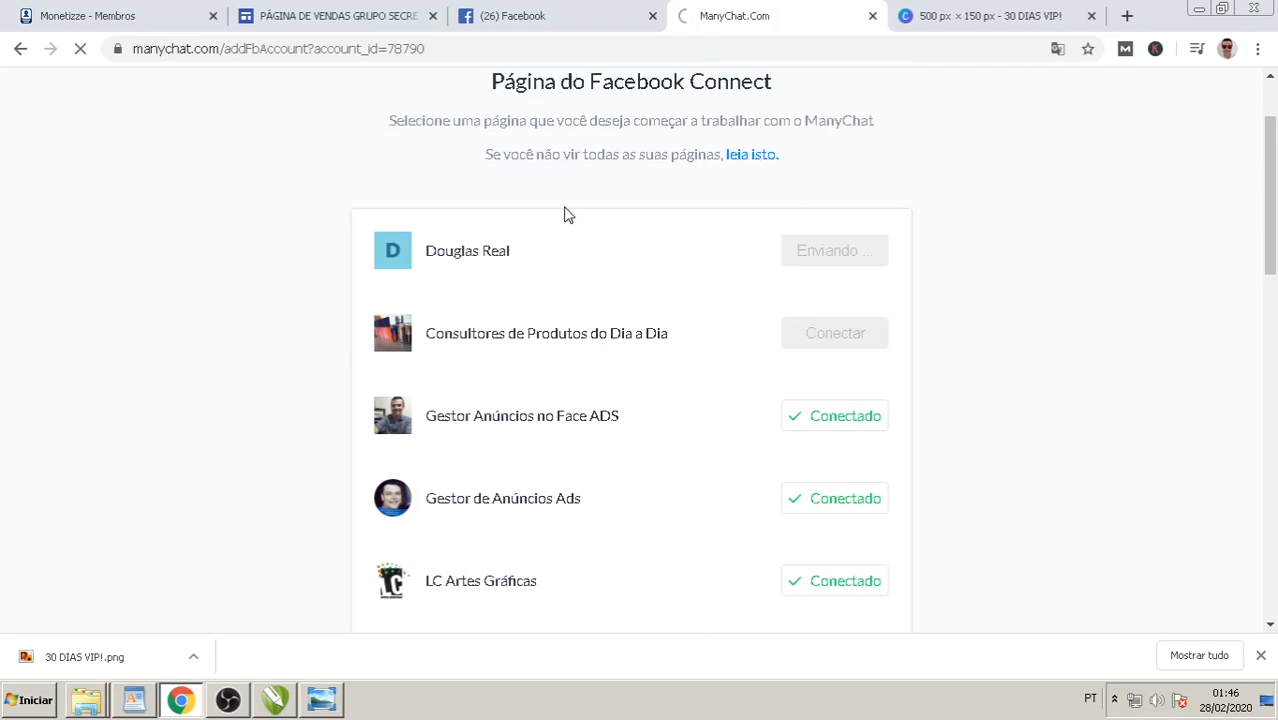 Monetizze - Membros
PÁGINA DE VENDAS GRUPO SECRE
(26) Facebook
ManyChat.Com
500 px × 150 px - 30 DIAS VIP!
manychat.com/addFbAccount?account_id=78790
Página do Facebook Connect
Selecione uma página que você deseja começar a trabalhar com o ManyChat
Se você não vir todas as suas páginas, leia isto.
D Douglas Real Enviando ...
Consultores de Produtos do Dia a Dia Conectar
Gestor Anúncios no Face ADS Conectado
Gestor de Anúncios Ads Conectado
LC LC Artes Gráficas Conectado
30 DIAS VIP!.png
Mostrar tudo
Iniciar
PT
01:46
28/02/2020